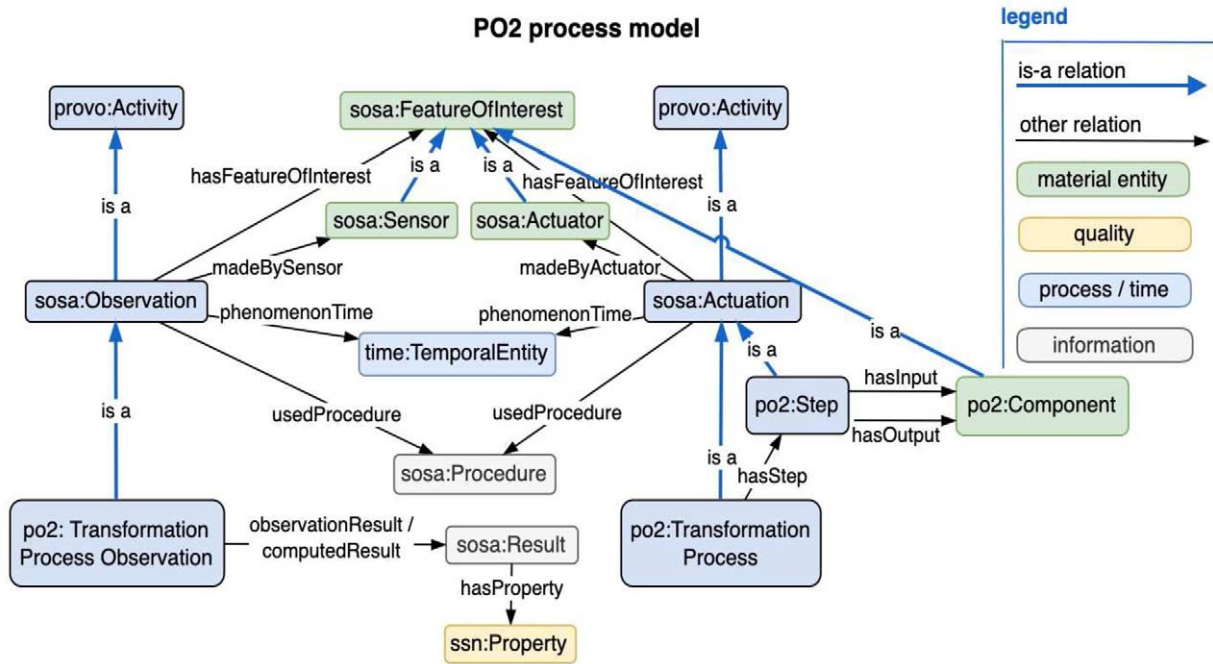 PO2 process model
legend
is-a relation
other relation
material entity
quality
process / time
information
provo:Activity
sosa:FeatureOfInterest
provo:Activity
is a
is a
hasFeatureOfInterest
hasFeatureOfInterest
is a
is a
sosa:Sensor
sosa:Actuator
madeBySensor
madeByActuator
sosa:Observation
sosa:Actuation
phenomenonTime
phenomenonTime
is a
time:TemporalEntity
is a
hasInput
po2:Step
po2:Component
hasOutput
is a
usedProcedure
usedProcedure
is a
hasStep
sosa:Procedure
po2: Transformation
Process Observation
observationResult /
computedResult
sosa:Result
po2:Transformation
Process
hasProperty
ssn:Property